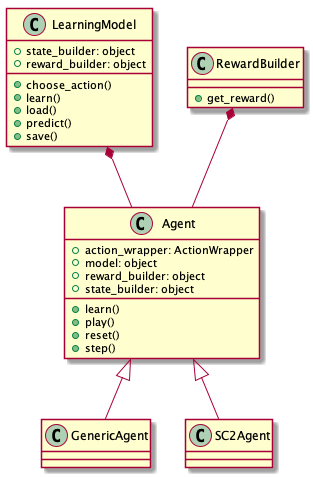 C LearningModel
state_builder: object
reward_builder: object
choose_action()
learn()
load()
predict()
save()
C RewardBuilder
get_reward()
C Agent
action_wrapper: ActionWrapper
model: object
reward_builder: object
state_builder: object
learn()
play()
reset()
step()
C GenericAgent
C SC2Agent